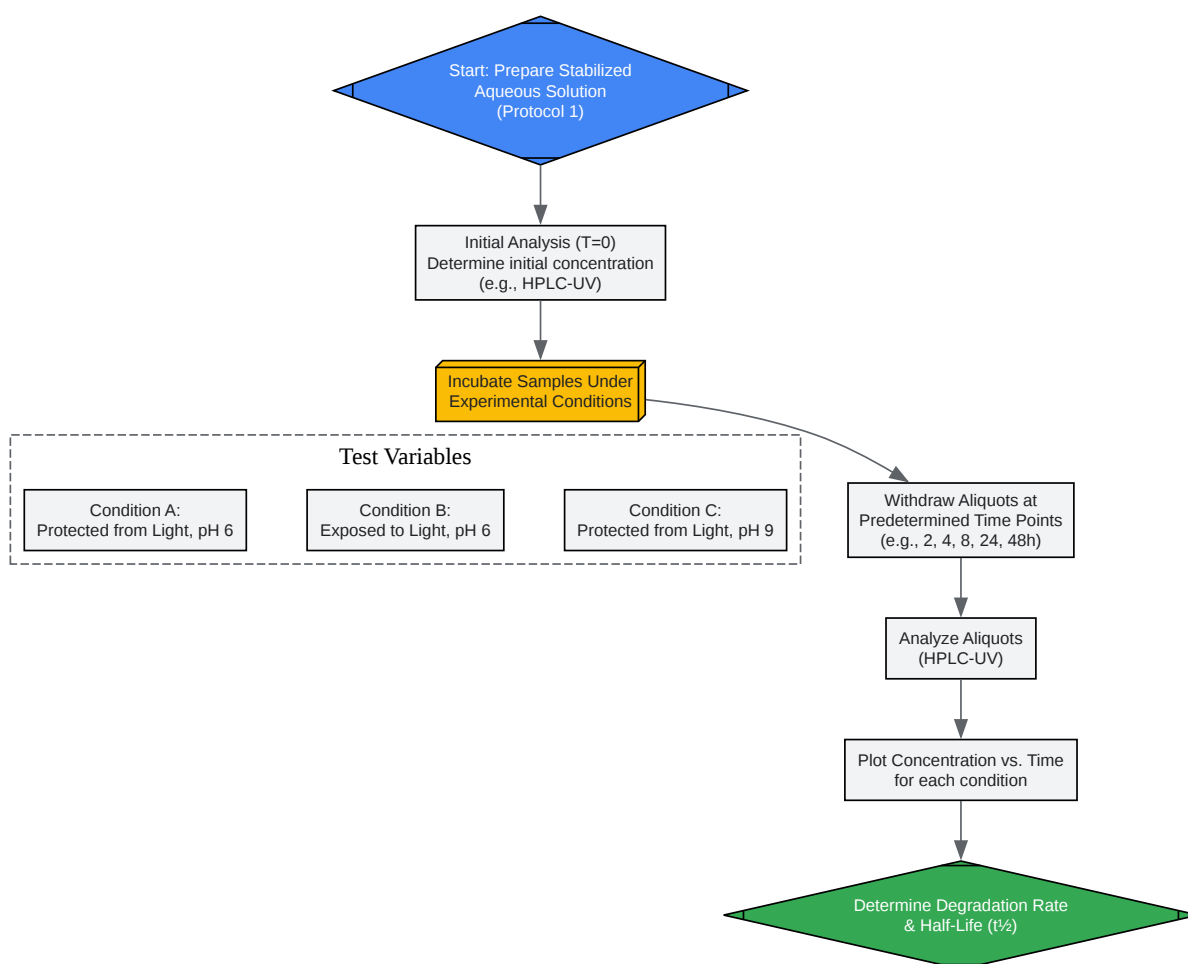 Start: Prepare Stabilized
Aqueous Solution
(Protocol 1)
Initial Analysis (T=0)
Determine initial concentration
(e.g., HPLC-UV)
Incubate Samples Under
Experimental Conditions
Test Variables
Condition A:
Protected from Light, pH 6
Condition B:
Exposed to Light, pH 6
Condition C:
Protected from Light, pH 9
Withdraw Aliquots at
Predetermined Time Points
(e.g., 2, 4, 8, 24, 48h)
Analyze Aliquots
(HPLC-UV)
Plot Concentration vs. Time
for each condition
Determine Degradation Rate
& Half-Life (t½)